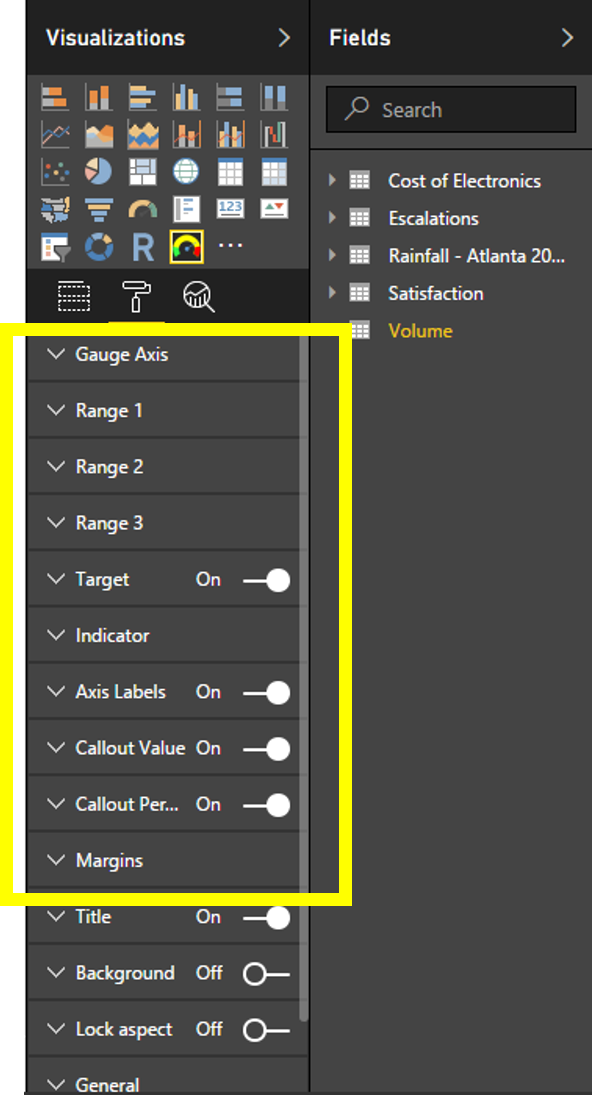 Visualizations
123
R
...
Gauge Axis
Range 1
Range 2
Range 3
Target On
Indicator
Axis Labels On
Callout Value On
Callout Per... On
Margins
Title On
Background Off
Lock aspect Off
General
Fields
Search
Cost of Electronics
Escalations
Rainfall - Atlanta 20...
Satisfaction
Volume